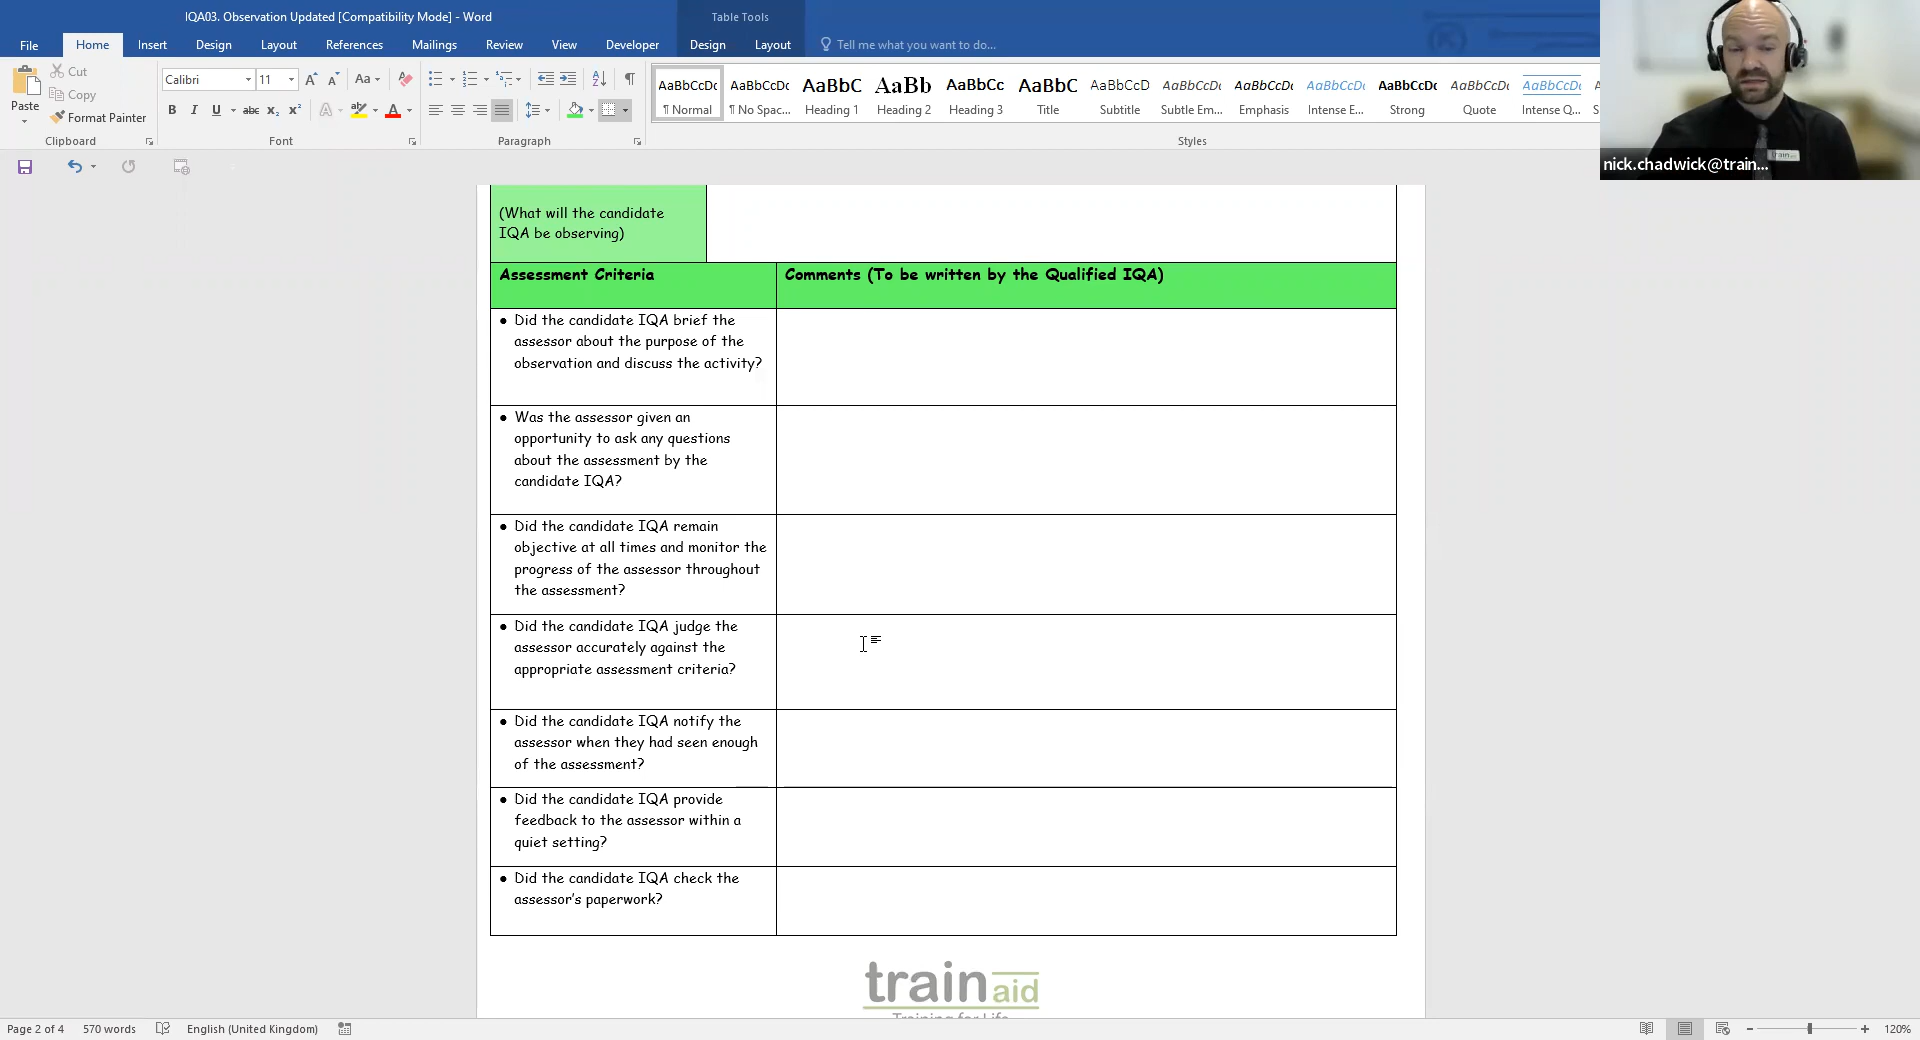 IQA03. Observation Updated [Compatibility Mode] - Word
Table Tools
File Home Insert Design Layout References Mailings Review View Developer Design Layout Tell me what you want to do...
Paste
Cut
Copy
Format Painter
Calibri 11
Aa
B I U abc x₂ x²
AaBbCcDc AaBbCcDc AaBbC AaBb AaBbCc AaBbC AaBbCcD AaBbCcDc AaBbCcDc AaBbCcDc AaBbCcDc AaBbCcDc AaBbCcDc
¶ Normal ¶ No Spac... Heading 1 Heading 2 Heading 3 Title Subtitle Subtle Em... Emphasis Intense E... Strong Quote Intense Q...
Clipboard Font Paragraph Styles
nick.chadwick@train...
(What will the candidate
IQA be observing)
Assessment Criteria
Comments (To be written by the Qualified IQA)
• Did the candidate IQA brief the
assessor about the purpose of the
observation and discuss the activity?
• Was the assessor given an
opportunity to ask any questions
about the assessment by the
candidate IQA?
• Did the candidate IQA remain
objective at all times and monitor the
progress of the assessor throughout
the assessment?
• Did the candidate IQA judge the
assessor accurately against the
appropriate assessment criteria?
• Did the candidate IQA notify the
assessor when they had seen enough
of the assessment?
• Did the candidate IQA provide
feedback to the assessor within a
quiet setting?
• Did the candidate IQA check the
assessor's paperwork?
train aid
Training for Life
Page 2 of 4 570 words English (United Kingdom) 120%